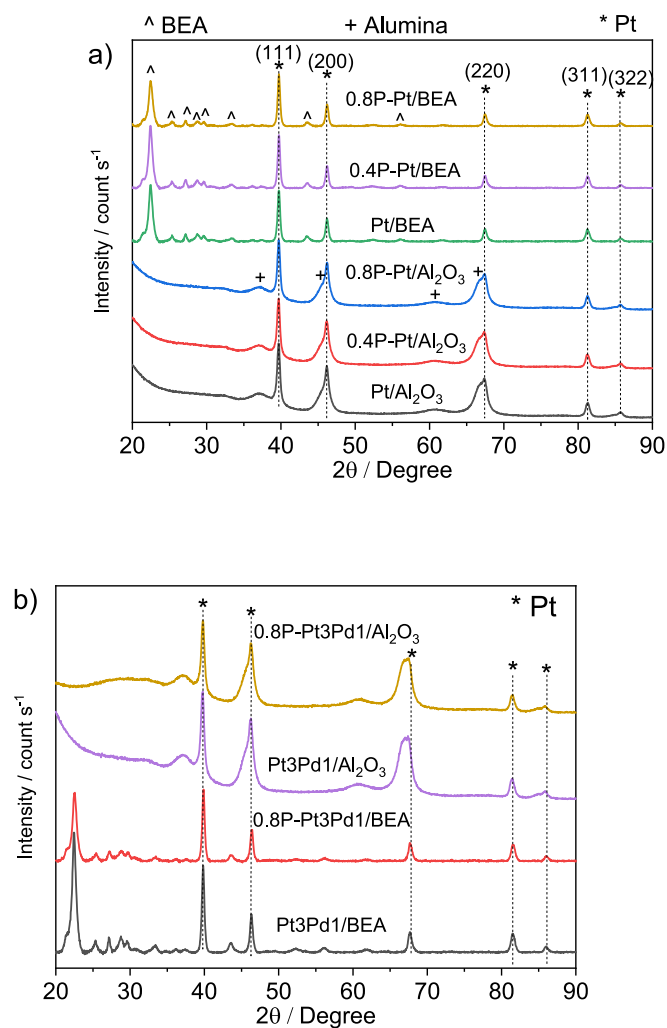 ^ BEA + Alumina * Pt
a)
(111) (200) (220) (311) (322)
0.8P-Pt/BEA
0.4P-Pt/BEA
Pt/BEA
0.8P-Pt/Al₂O₃
0.4P-Pt/Al₂O₃
Pt/Al₂O₃
Intensity / count s⁻¹
20 30 40 50 60 70 80 90
2θ / Degree
b)
* Pt
0.8P-Pt3Pd1/Al₂O₃
Pt3Pd1/Al₂O₃
0.8P-Pt3Pd1/BEA
Pt3Pd1/BEA
Intensity / count s⁻¹
20 30 40 50 60 70 80 90
2θ / Degree